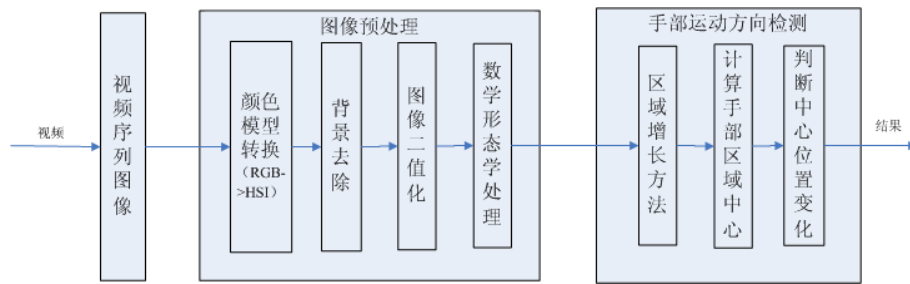 视频
视频序列图像
图像预处理
颜色
模型
转换
（RGB-
>HSI）
背景去除
图像二值化
数学形态学处理
手部运动方向检测
区域增长方法
计算手部区域中心
判断中心位置变化
结果